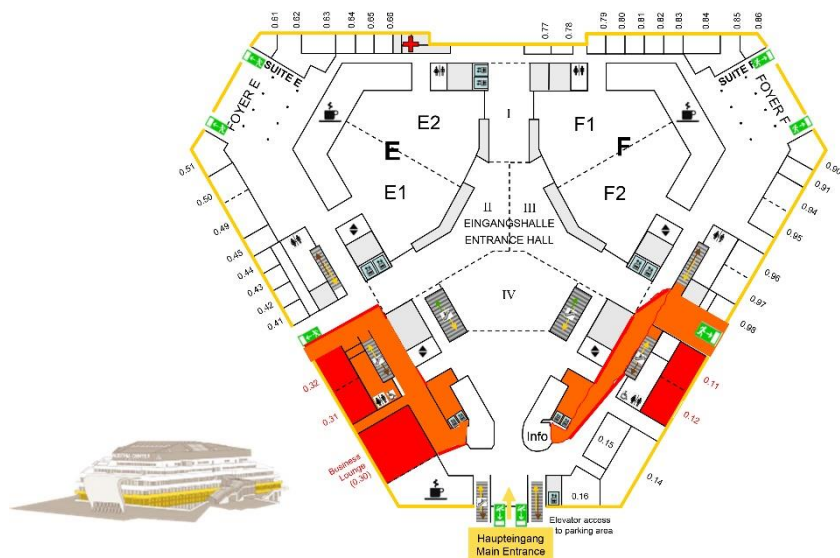 0.61
0.62
0.63
0.64
0.65
0.66
0.77
0.78
0.79
0.80
0.81
0.82
0.83
0.84
0.85
0.86
SUITE E
SUITE F
FOYER E
FOYER F
I
E2
F1
E
F
E1
F2
II
III
EINGANGSHALLE
ENTRANCE HALL
IV
0.51
0.50
0.49
0.45
0.44
0.43
0.42
0.41
0.90
0.91
0.94
0.95
0.96
0.97
0.98
0.32
0.31
Business
Lounge
(0.30)
0.11
0.12
Info
0.15
0.14
0.16
Elevator access
to parking area
Haupteingang
Main Entrance